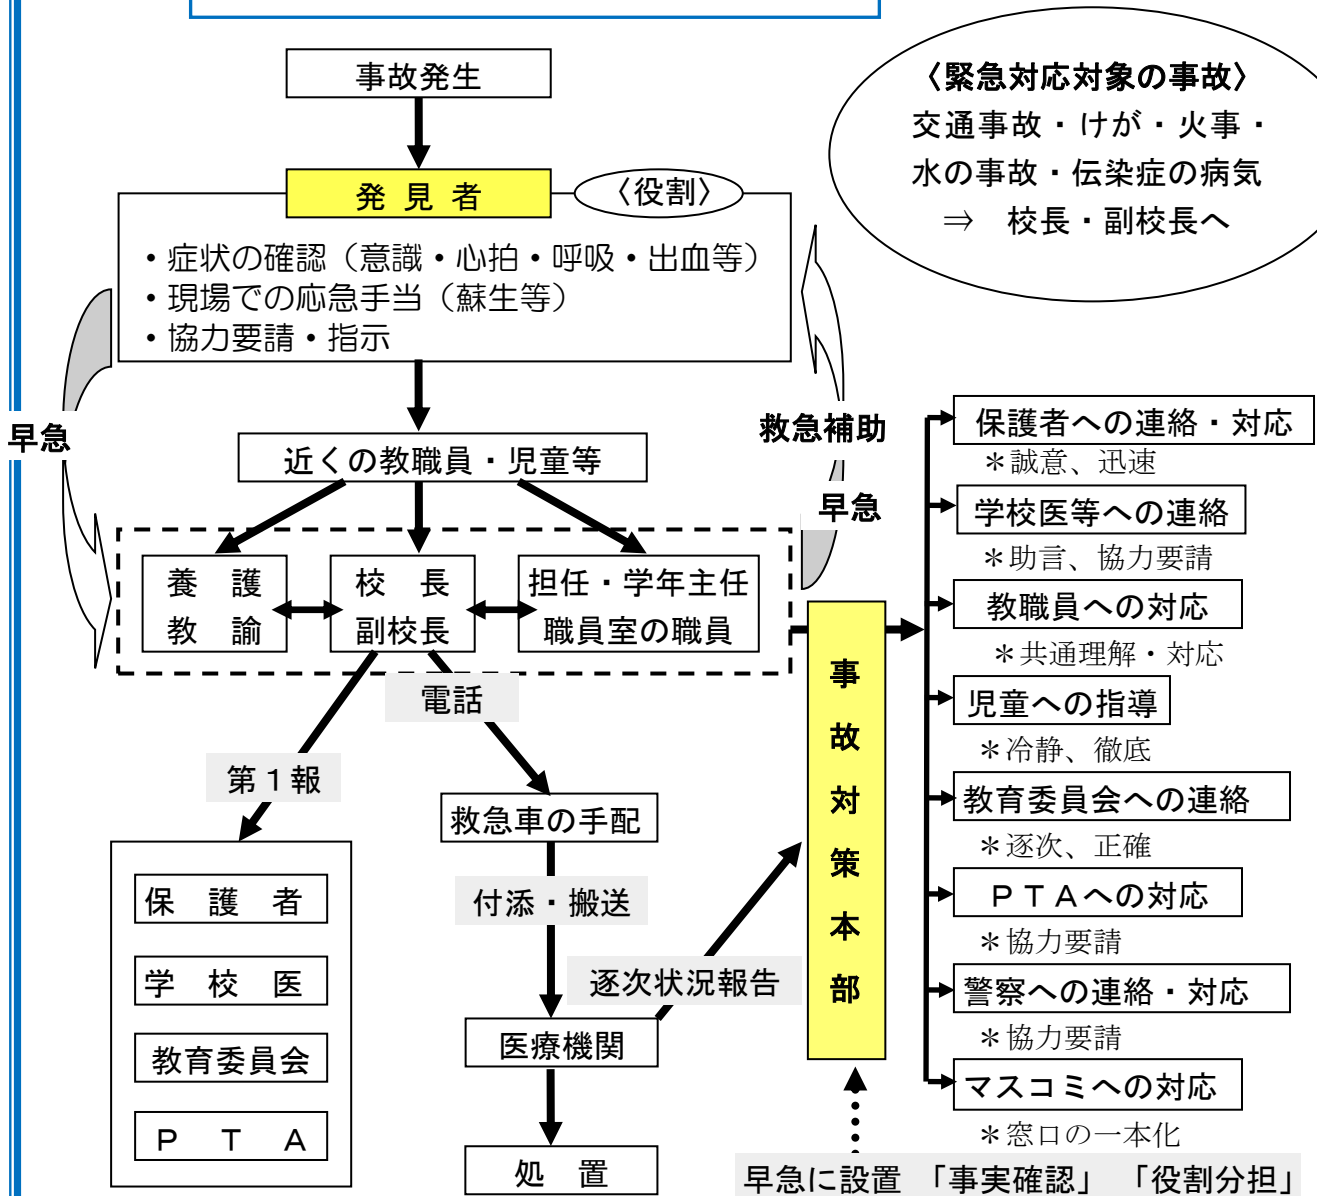 事故発生
〈緊急対応対象の事故〉
交通事故・けが・火事・
水の事故・伝染症の病気
⇒　校長・副校長へ
発 見 者
〈役割〉
・症状の確認（意識・心拍・呼吸・出血等）
・現場での応急手当（蘇生等）
・協力要請・指示
早急
救急補助
早急
近くの教職員・児童等
養　護
教　諭
校　長
副校長
担任・学年主任
職員室の職員
電話
第１報
救急車の手配
付添・搬送
逐次状況報告
医療機関
処　置
保　護　者
学　校　医
教育委員会
Ｐ　Ｔ　Ａ
事故対策本部
保護者への連絡・対応
＊誠意、迅速
学校医等への連絡
＊助言、協力要請
教職員への対応
＊共通理解・対応
児童への指導
＊冷静、徹底
教育委員会への連絡
＊逐次、正確
ＰＴＡへの対応
＊協力要請
警察への連絡・対応
＊協力要請
マスコミへの対応
＊窓口の一本化
早急に設置　「事実確認」　「役割分担」